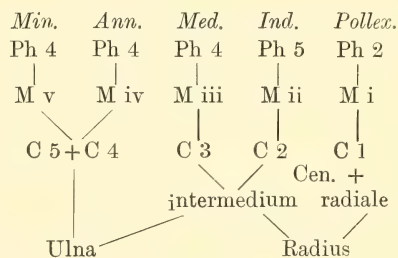 Min. Ann. Med. Ind. Pollex.
Ph 4 Ph 4 Ph 4 Ph 5 Ph 2
M v M iv M iii M ii M i
C 5+C 4 C 3 C 2 C 1
Cen. +
intermedium radiale
Ulna Radius